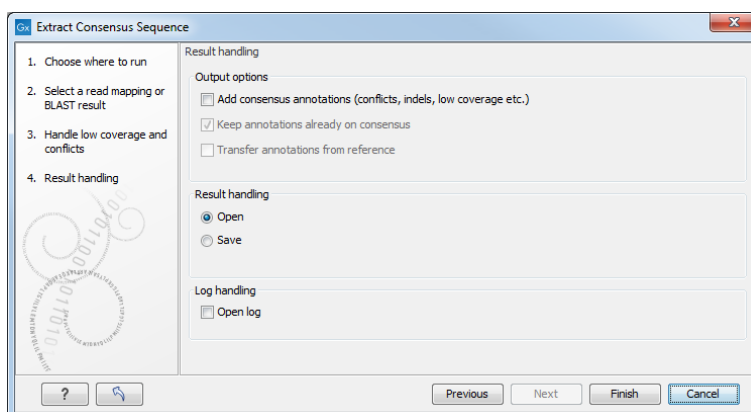 Gx Extract Consensus Sequence
1. Choose where to run
2. Select a read mapping or
BLAST result
3. Handle low coverage and
conflicts
4. Result handling
Result handling
Output options
Add consensus annotations (conflicts, indels, low coverage etc.)
Keep annotations already on consensus
Transfer annotations from reference
Result handling
Open
Save
Log handling
Open log
?
Previous
Next
Finish
Cancel